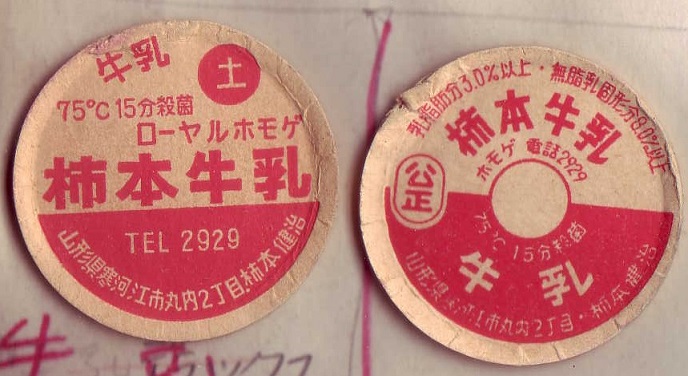 牛乳
土
75°C 15分殺菌
ローヤルホモゲ
柿本牛乳
TEL 2929
山形県寒河江市丸内2丁目.柿本健治
乳脂肪分3.0%以上・無脂乳固形分8.0%以上
柿本牛乳
ホモゲ 電話2929
公正
75°C 15分殺菌
牛乳
山形県寒河江市丸内2丁目・柿本健治
牛